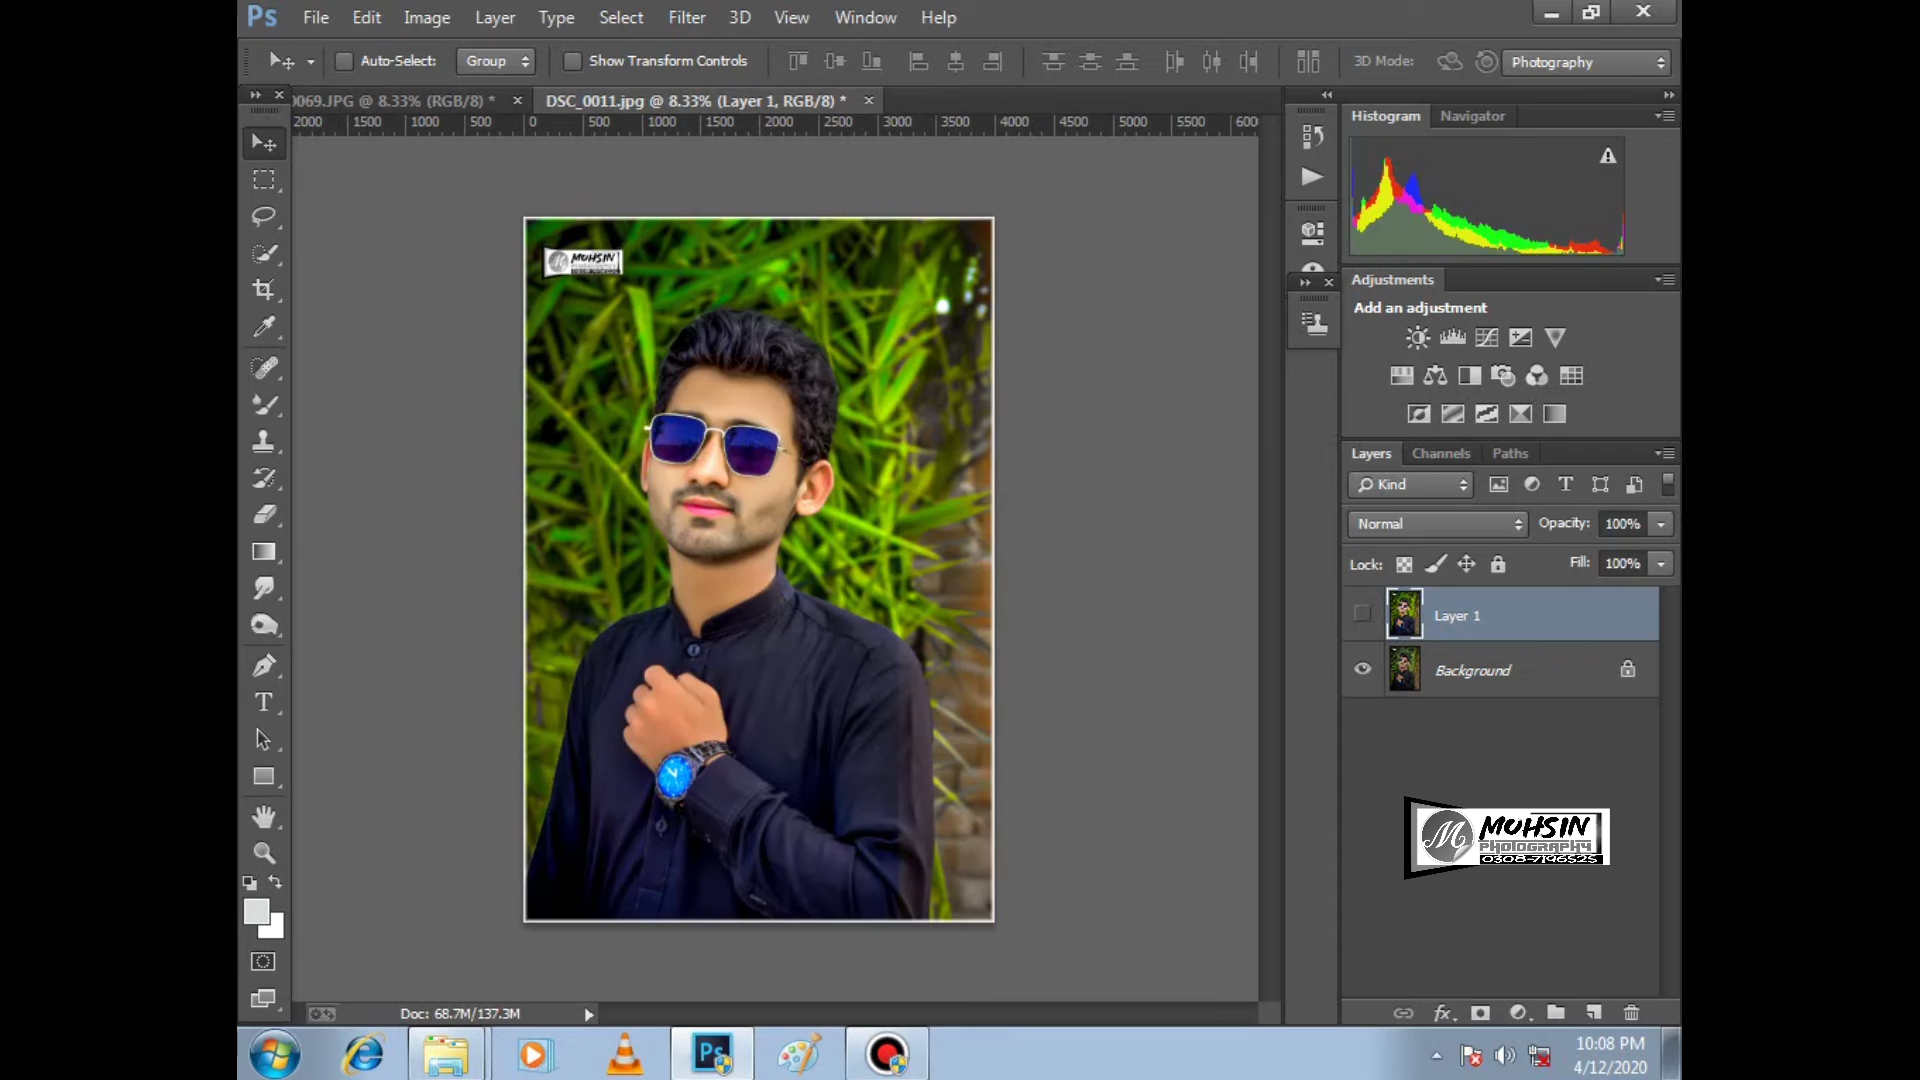 Ps File Edit Image Layer Type Select Filter 3D View Window Help
Auto-Select: Group Show Transform Controls 3D Mode: Photography
0069.JPG @ 8.33% (RGB/8) * DSC_0011.jpg @ 8.33% (Layer 1, RGB/8) *
2000 1500 1000 500 0 500 1000 1500 2000 2500 3000 3500 4000 4500 5000 5500 600
Histogram Navigator
Adjustments
Add an adjustment
MOHSIN
Layers Channels Paths
Kind
Normal Opacity: 100%
Lock: Fill: 100%
Layer 1
Background
M MOHSIN
PHOTOGRAPHY
0308-7196525
Doc: 68.7M/137.3M
Ps
10:08 PM
4/12/2020